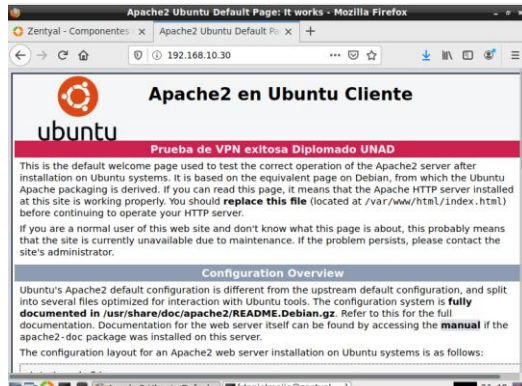 Apache2 Ubuntu Default Page: It works - Mozilla Firefox
Zentyal - Componentes
Apache2 Ubuntu Default Pa
192.168.10.30
Apache2 en Ubuntu Cliente
ubuntu
Prueba de VPN exitosa Diplomado UNAD
This is the default welcome page used to test the correct operation of the Apache2 server after
installation on Ubuntu systems. It is based on the equivalent page on Debian, from which the Ubuntu
Apache packaging is derived. If you can read this page, it means that the Apache HTTP server installed
at this site is working properly. You should replace this file (located at /var/www/html/index.html)
before continuing to operate your HTTP server.
If you are a normal user of this web site and don't know what this page is about, this probably means
that the site is currently unavailable due to maintenance. If the problem persists, please contact the
site's administrator.
Configuration Overview
Ubuntu's Apache2 default configuration is different from the upstream default configuration, and split
into several files optimized for interaction with Ubuntu tools. The configuration system is fully
documented in /usr/share/doc/apache2/README.Debian.gz. Refer to this for the full
documentation. Documentation for the web server itself can be found by accessing the manual if the
apache2-doc package was installed on this server.
The configuration layout for an Apache2 web server installation on Ubuntu systems is as follows: